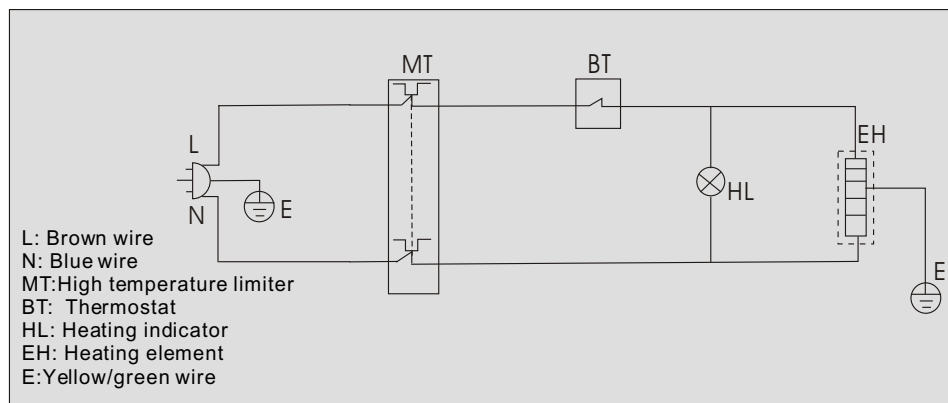 MT
BT
L
EH
HL
N
E
E
L: Brown wire
N: Blue wire
MT:High temperature limiter
BT: Thermostat
HL: Heating indicator
EH: Heating element
E:Yellow/green wire